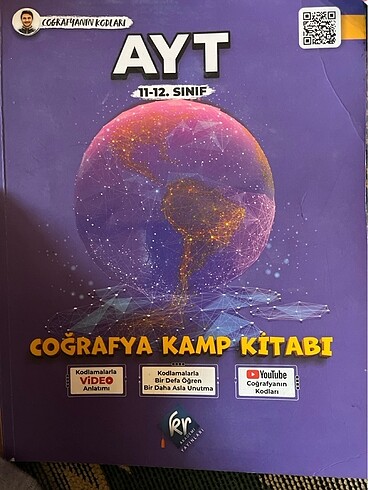 COĞRAFYANIN KODLARI
AYT
11-12. SINIF
COĞRAFYA KAMP KİTABI
Kodlamalarla
VİDEO
Anlatımı
Kodlamalarla
Bir Defa Öğren
Bir Daha Asla Unutma
YouTube
Coğrafyanın
Kodları
kr
YAYINLARI